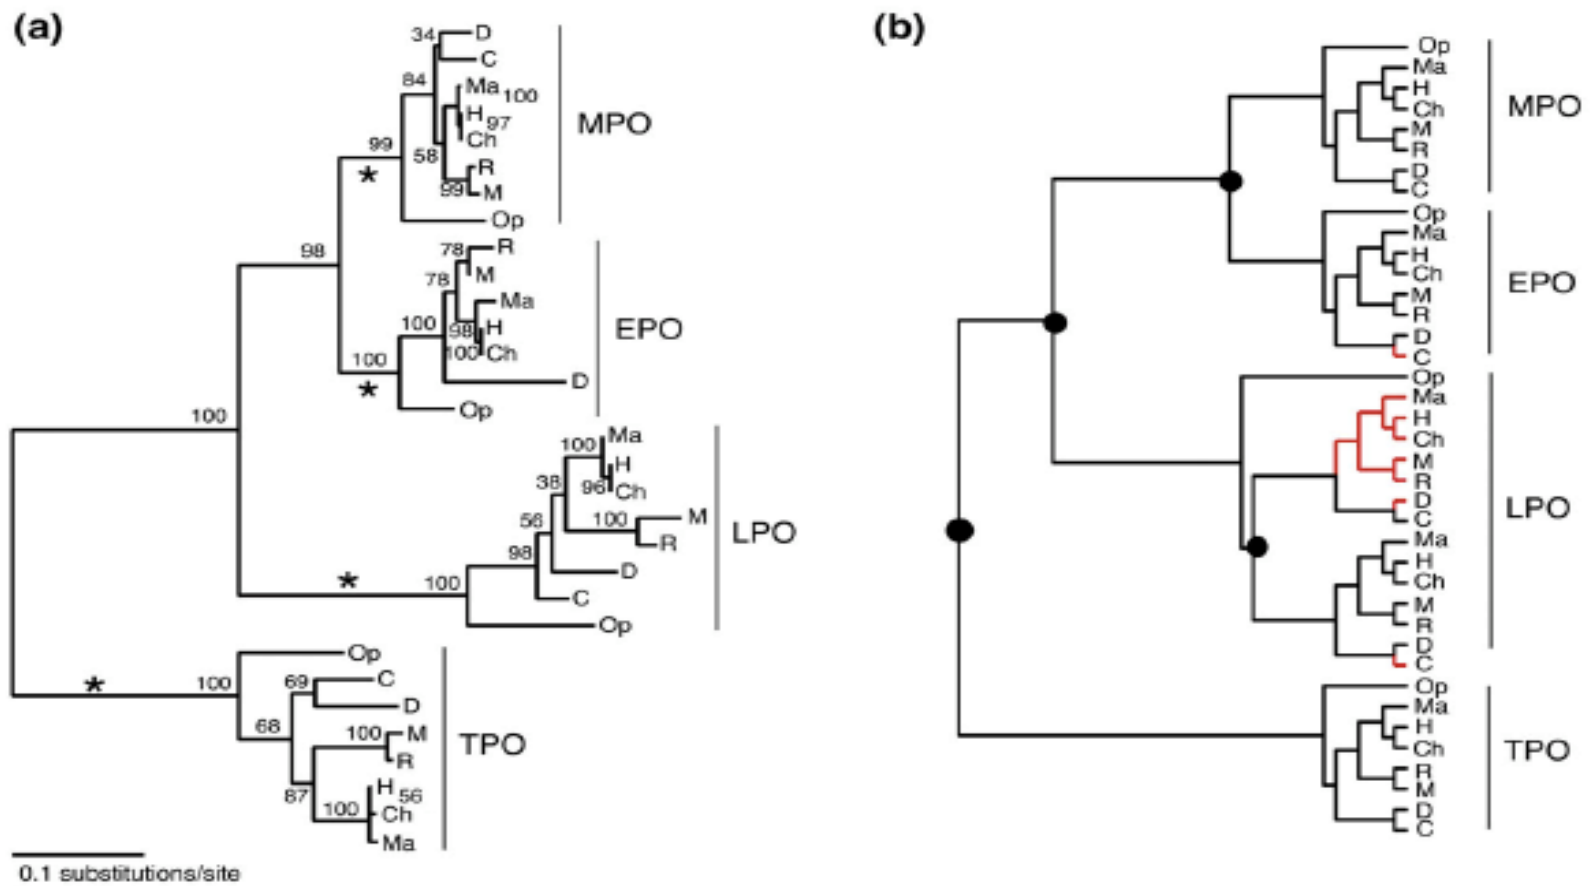 (a)
34
D
C
84
Ma 100
H 97
Ch
99
*
58
R
99
M
Op
MPO
98
78
R
M
78
Ma
100
98
H
100
Ch
100
*
D
Op
EPO
100
100
Ma
H
38
96
Ch
56
100
M
R
98
D
*
100
C
Op
LPO
Op
*
100
69
C
D
68
100
M
R
87
H 56
100
Ch
Ma
TPO
0.1 substitutions/site
(b)
Op
Ma
H
Ch
M
R
D
C
MPO
Op
Ma
H
Ch
M
R
D
C
EPO
Op
Ma
H
Ch
M
R
D
C
Ma
H
Ch
M
R
D
C
LPO
Op
Ma
H
Ch
R
M
D
C
TPO